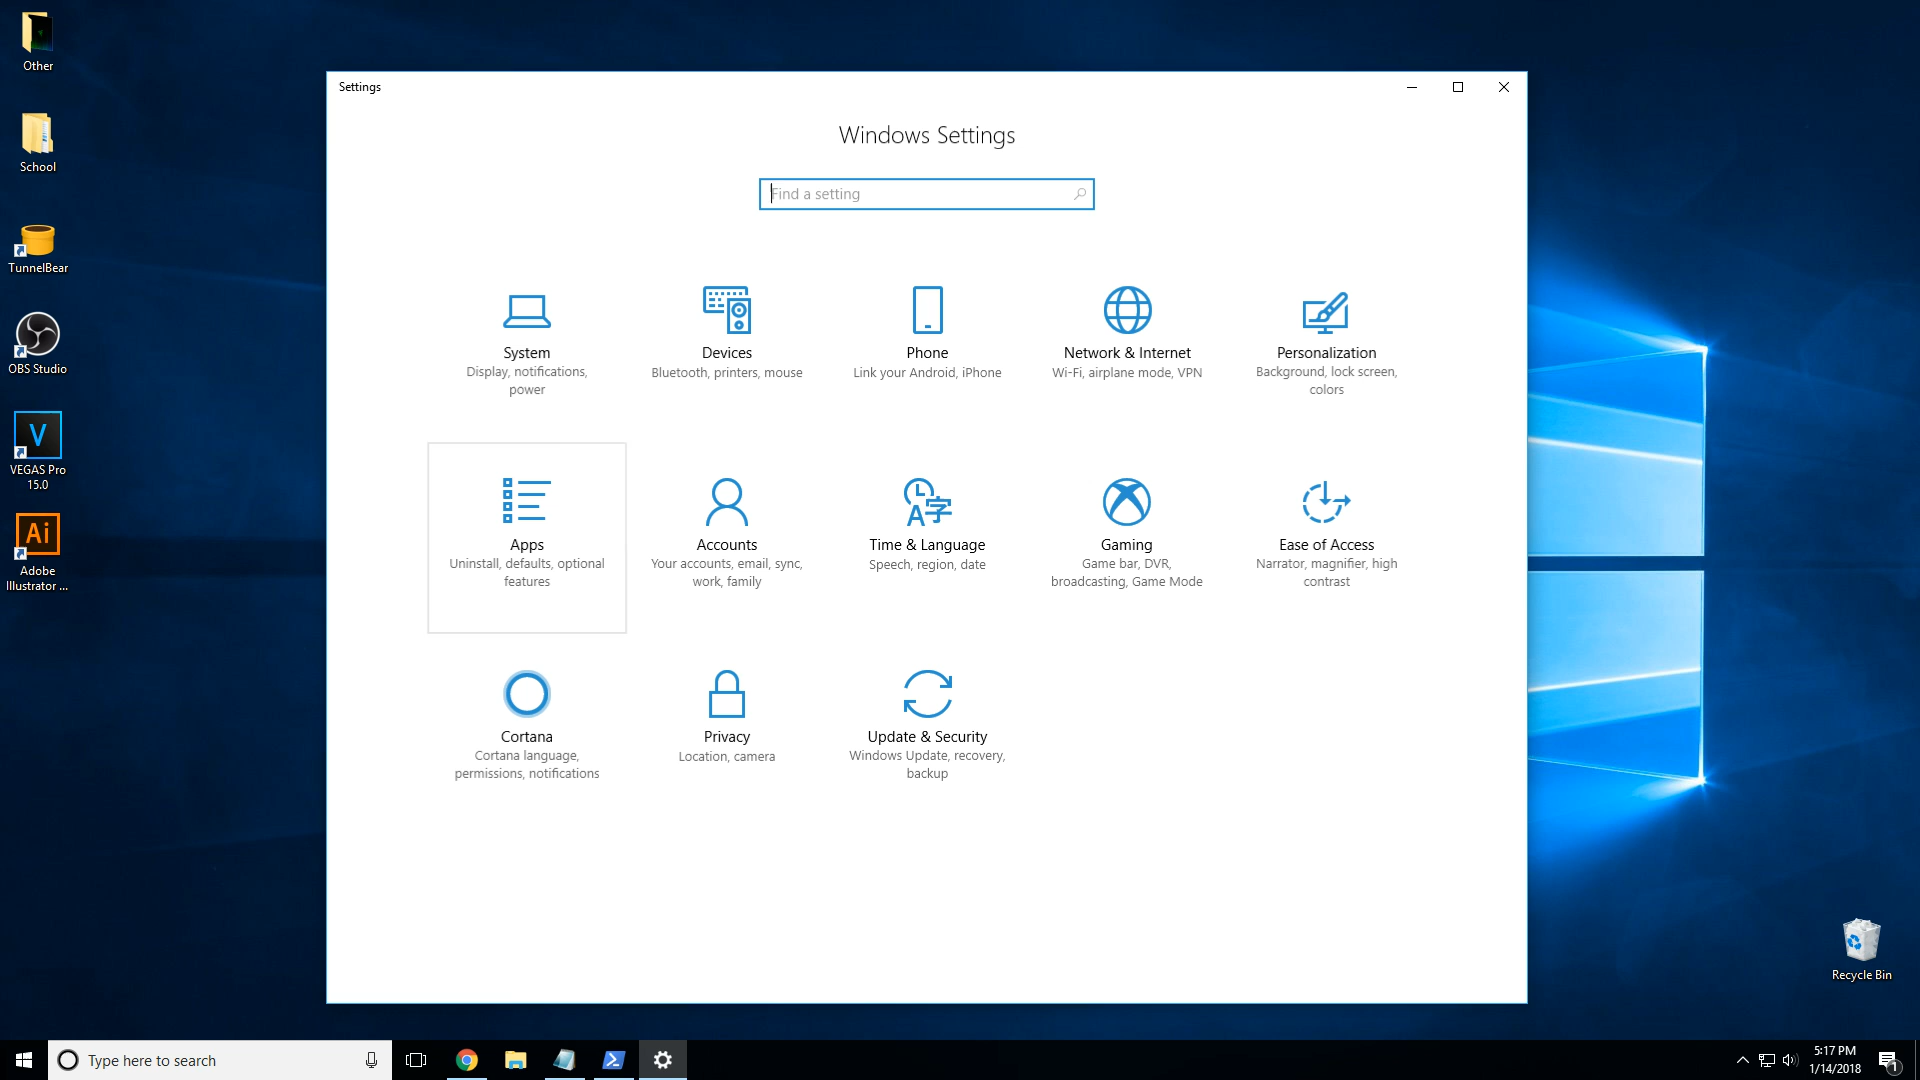 Other
School
TunnelBear
OBS Studio
V
VEGAS Pro
15.0
Ai
Adobe
Illustrator ...
Settings
Windows Settings
Find a setting
System
Display, notifications,
power
Devices
Bluetooth, printers, mouse
Phone
Link your Android, iPhone
Network & Internet
Wi-Fi, airplane mode, VPN
Personalization
Background, lock screen,
colors
Apps
Uninstall, defaults, optional
features
Accounts
Your accounts, email, sync,
work, family
A字
Time & Language
Speech, region, date
Gaming
Game bar, DVR,
broadcasting, Game Mode
Ease of Access
Narrator, magnifier, high
contrast
Cortana
Cortana language,
permissions, notifications
Privacy
Location, camera
Update & Security
Windows Update, recovery,
backup
Recycle Bin
Type here to search
5:17 PM
1/14/2018
1